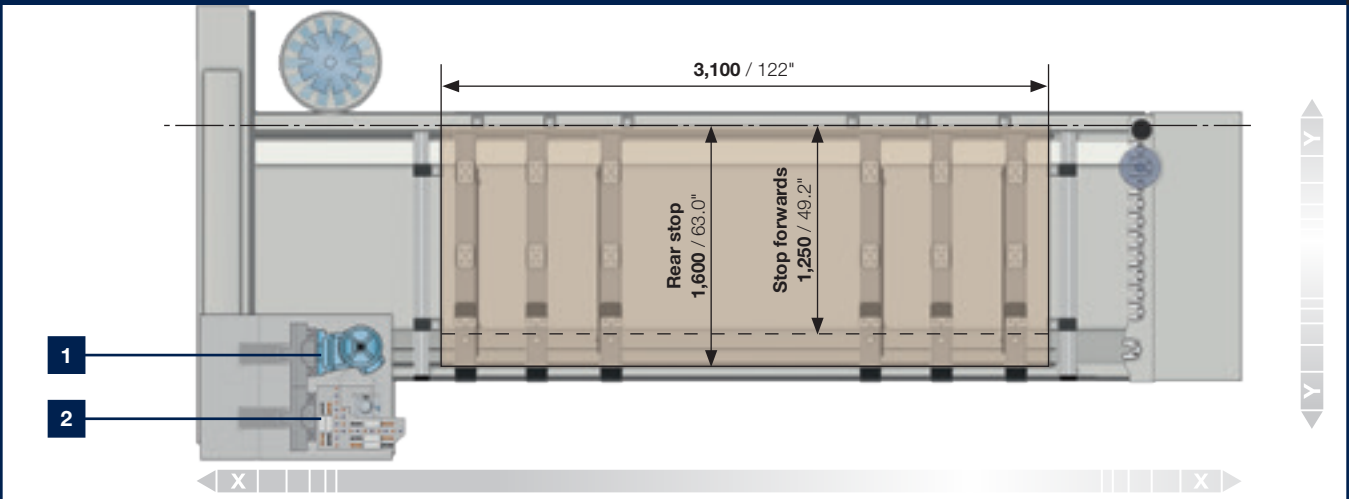 3,100 / 122"
Rear stop
1,600 / 63.0"
Stop forwards
1,250 / 49.2"
Y
1
2
Y
X
X